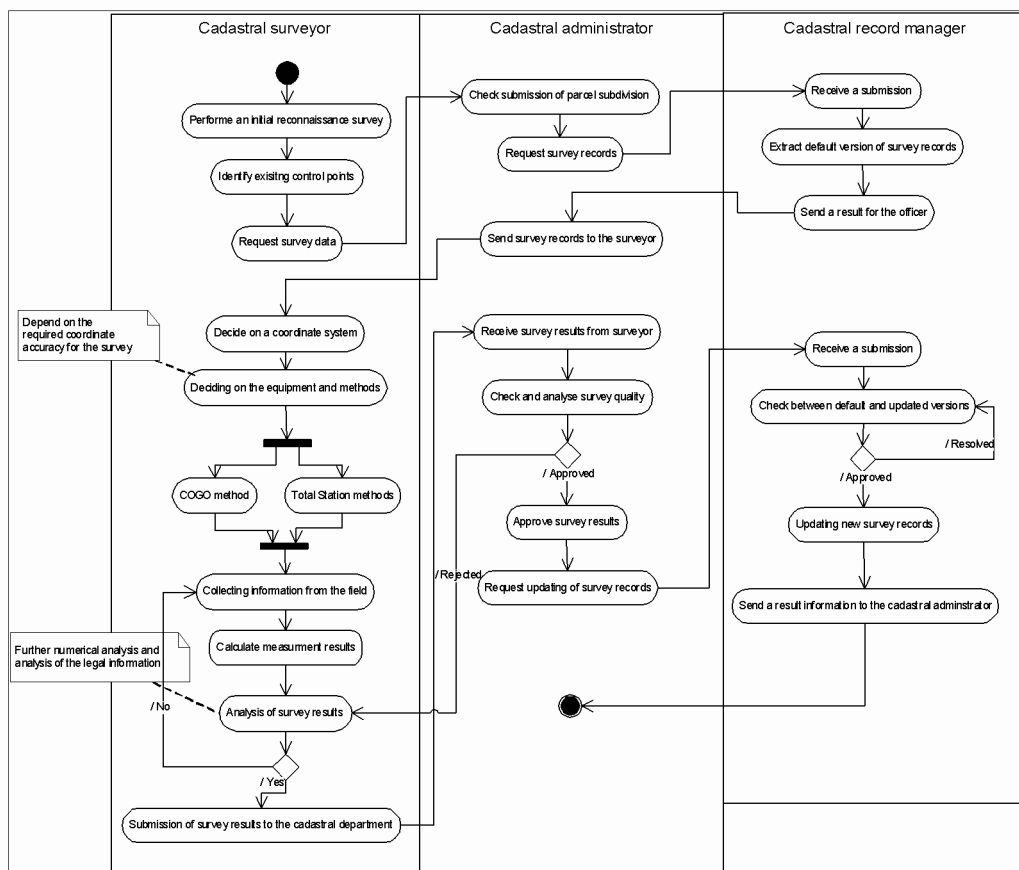 Cadastral surveyor
Cadastral administrator
Cadastral record manager
Performe an initial reconnaissance survey
Identify exisitng control points
Request survey data
Check submission of parcel subdivision
Request survey records
Receive a submission
Extract default version of survey records
Send a result for the officer
Send survey records to the surveyor
Depend on the
required coordinate
accuracy for the survey
Decide on a coordinate system
Deciding on the equipment and methods
COGO method
Total Station methods
Collecting information from the field
Calculate measurment results
Further numerical analysis and
analysis of the legal information
/ No
Analysis of survey results
/ Yes
Submission of survey results to the cadastral department
Receive survey results from surveyor
Check and analyse survey quality
/ Approved
Approve survey results
/ Rejected
Request updating of survey records
Receive a submission
Check between default and updated versions
/ Resolved
/ Approved
Updating new survey records
Send a result information to the cadastral adminstrator